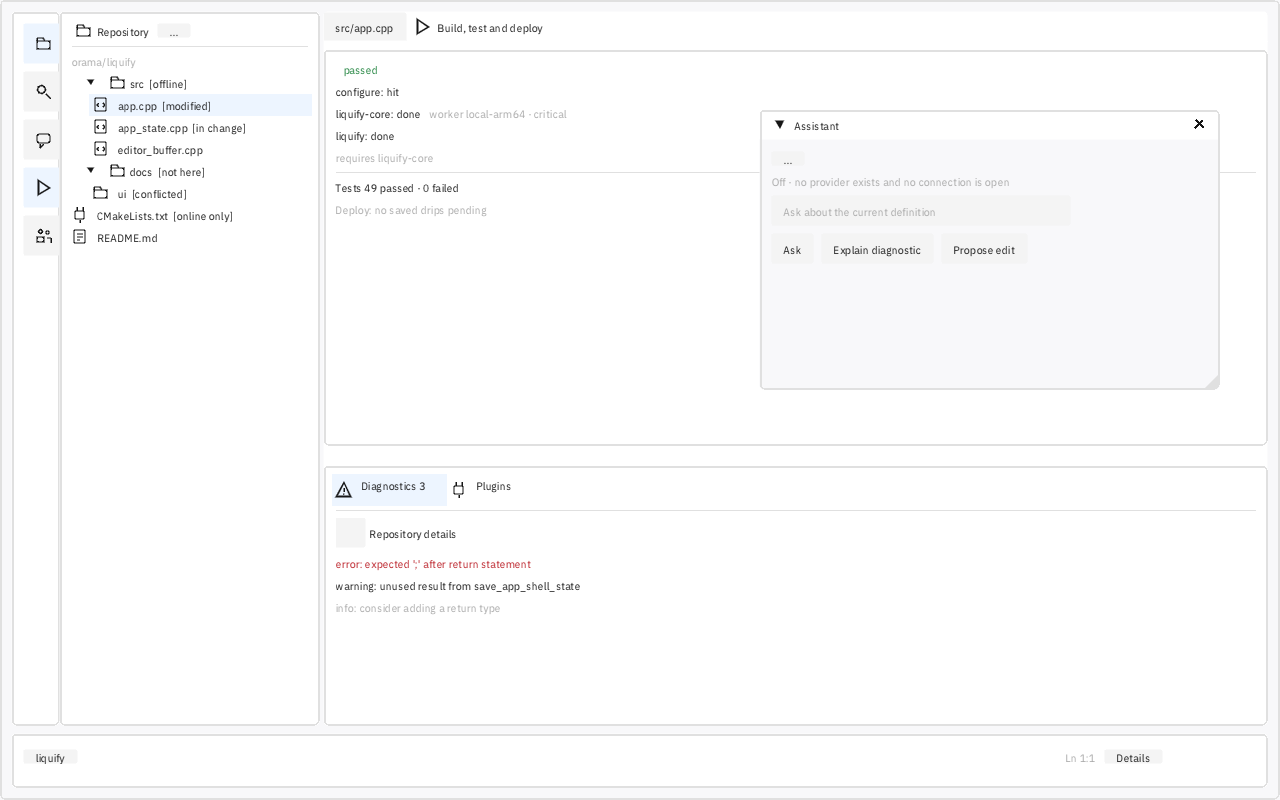 Repository ...
orama/liquify
src [offline]
app.cpp [modified]
app_state.cpp [in change]
editor_buffer.cpp
docs [not here]
ui [conflicted]
CMakeLists.txt [online only]
README.md
src/app.cpp Build, test and deploy
passed
configure: hit
liquify-core: done worker local-arm64 · critical
liquify: done
requires liquify-core
Tests 49 passed · 0 failed
Deploy: no saved drips pending
Assistant
...
Off · no provider exists and no connection is open
Ask about the current definition
Ask Explain diagnostic Propose edit
Diagnostics 3 Plugins
Repository details
error: expected ';' after return statement
warning: unused result from save_app_shell_state
info: consider adding a return type
liquify Ln 1:1 Details